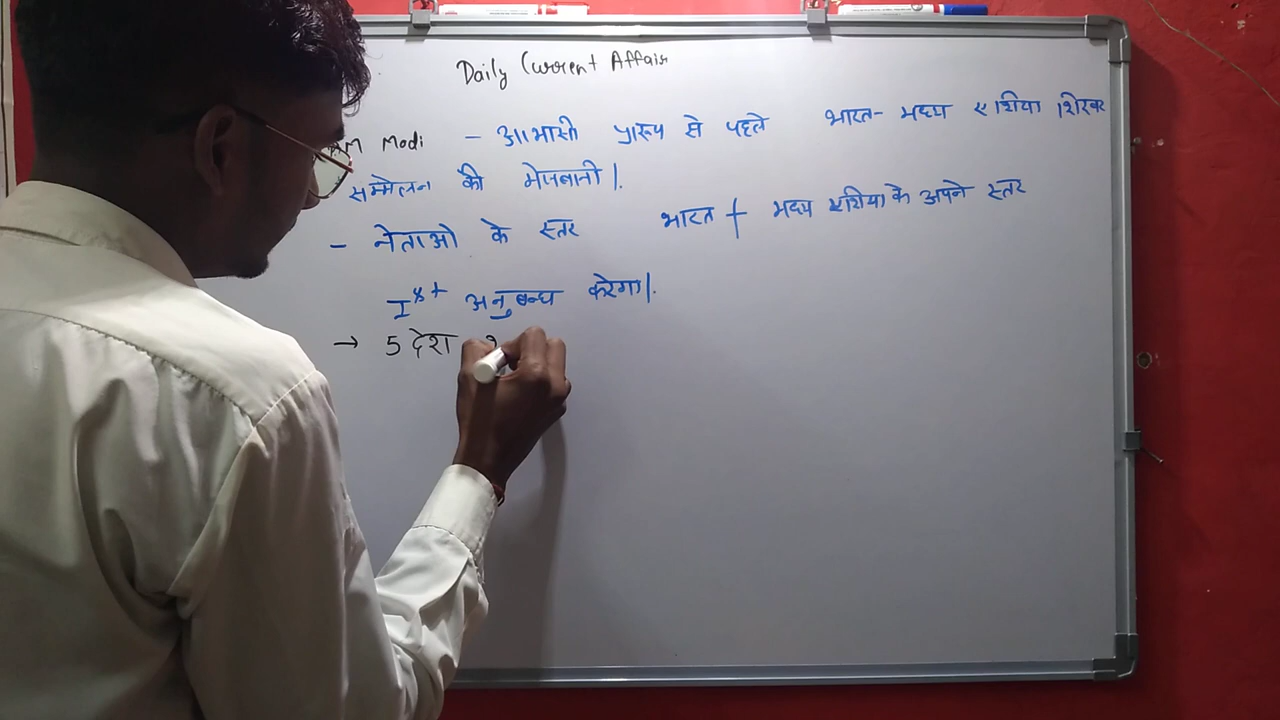 Daily Current Affair
PM Modi - आभासी प्रारूप से पहले भारत- मध्य एशिया शिखर
सम्मेलन की मेजबानी |.
- नेताओ के स्तर भारत + मध्य एशिया के अपने स्तर
Ist अनुबन्ध करेगा|.
→ 5 देश